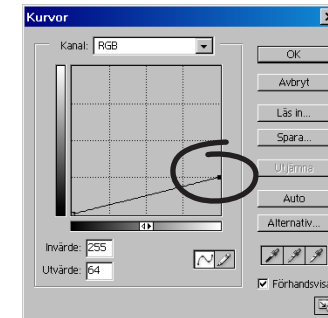 Kurvor
Kanal: RGB
OK
Avbryt
Läs in...
Spara...
Utjämna
Auto
Alternativ...
Invärde: 255
Utvärde: 64
Förhandsvisa